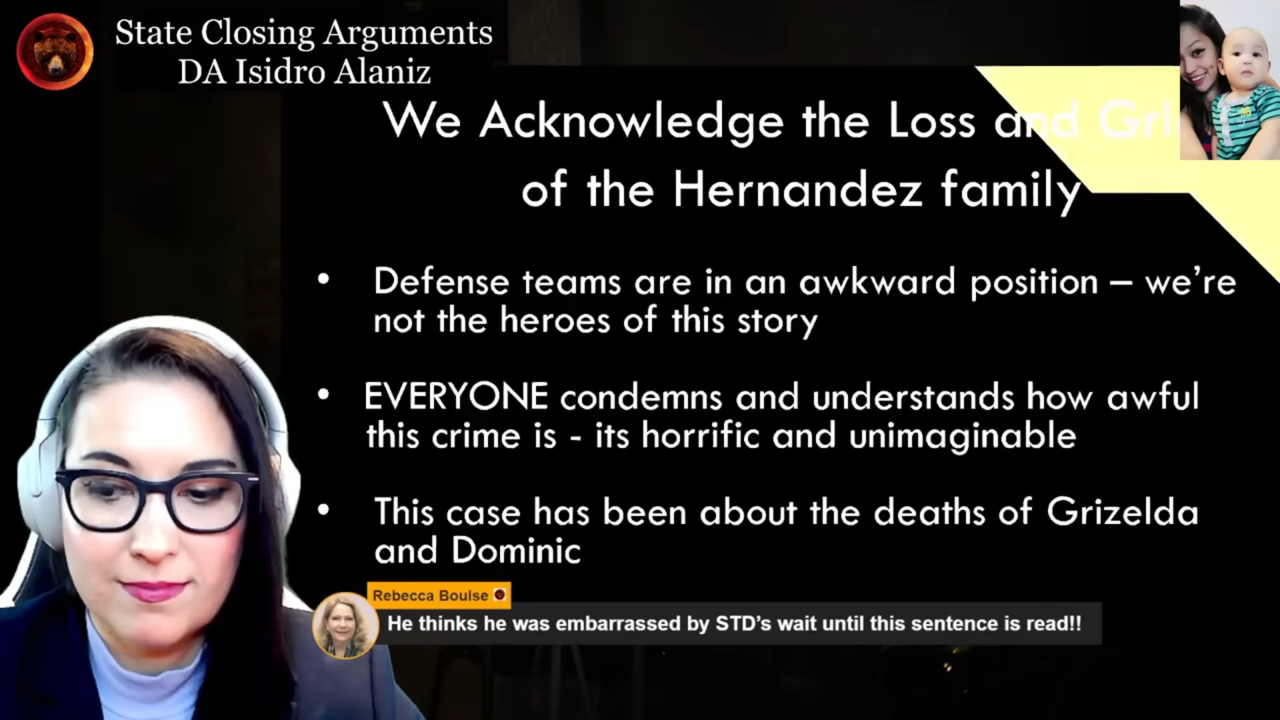 State Closing Arguments
DA Isidro Alaniz
We Acknowledge the Loss and
of the Hernandez family
• Defense teams are in an awkward position – we're
not the heroes of this story
• EVERYONE condemns and understands how awful
this crime is - its horrific and unimaginable
• This case has been about the deaths of Grizelda
and Dominic
Rebecca Boulse
He thinks he was embarrassed by STD's wait until this sentence is read!!